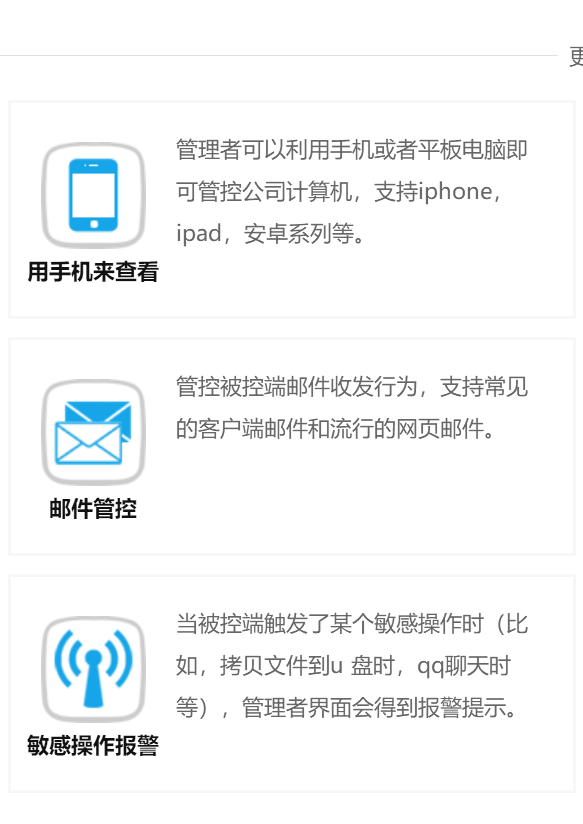 管理者可以利用手机或者平板电脑即
可管控公司计算机，支持iphone，
ipad，安卓系列等。
用手机来查看
管控被控端邮件收发行为，支持常见
的客户端邮件和流行的网页邮件。
邮件管控
当被控端触发了某个敏感操作时（比
如，拷贝文件到u 盘时，qq聊天时
等），管理者界面会得到报警提示。
敏感操作报警